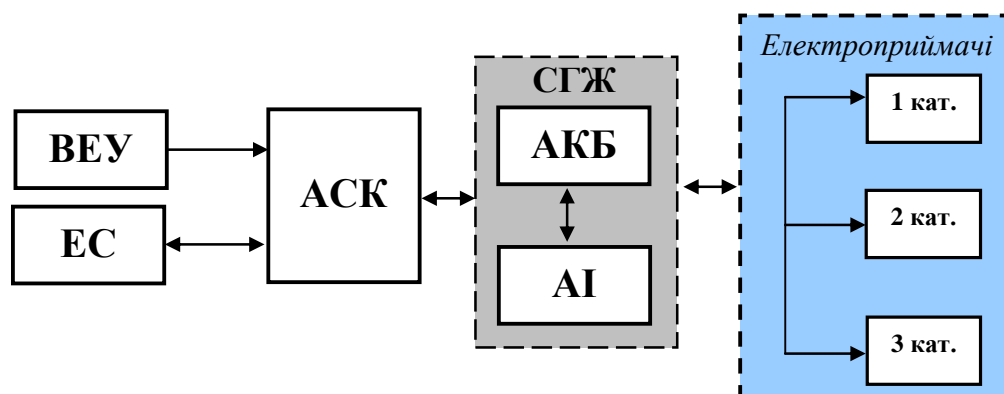 ВЕУ
ЕС
АСК
СГЖ
АКБ
АІ
Електроприймачі
1 кат.
2 кат.
3 кат.